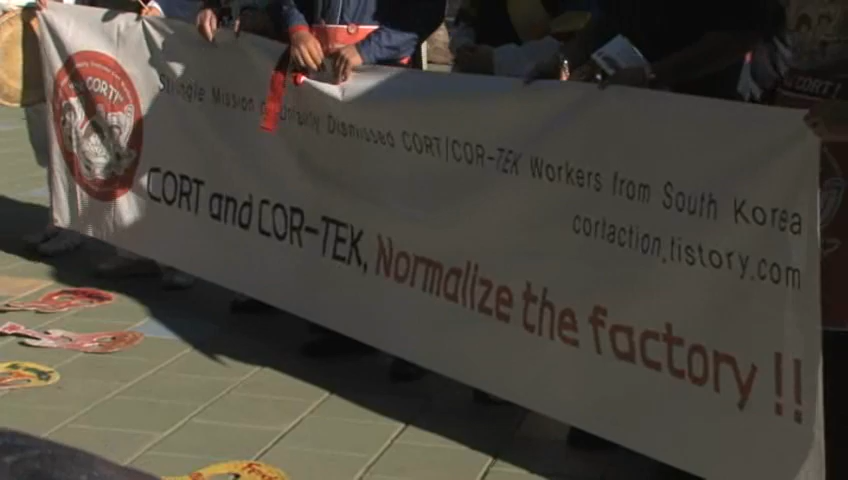 Struggle Mission of Unfairly Dismissed CORT/COR-TEK Workers from South Korea
cortaction.tistory.com
CORT and COR-TEK, Normalize the factory !!
CORT!